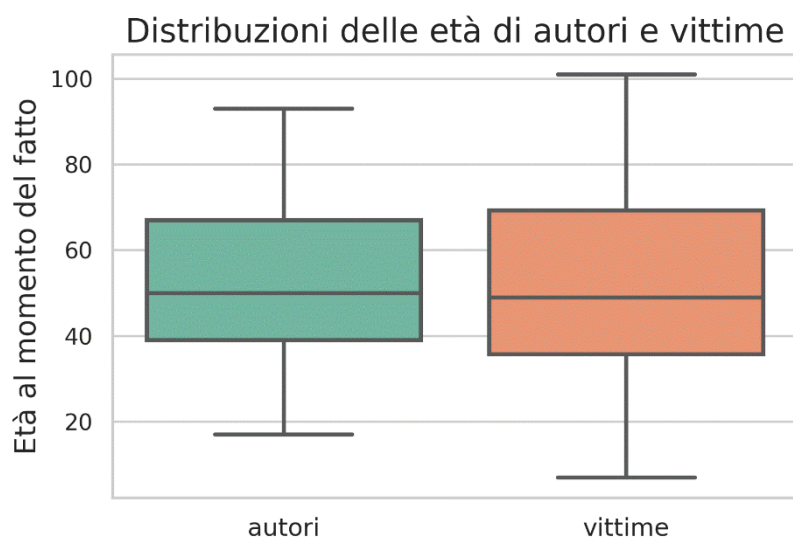 Distribuzioni delle età di autori e vittime
Età al momento del fatto
100
80
60
40
20
autori
vittime